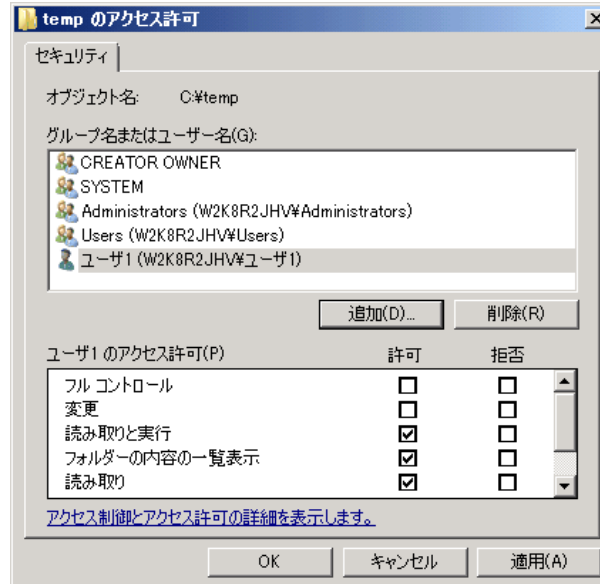 temp のアクセス許可
セキュリティ
オブジェクト名: C:¥temp
グループ名またはユーザー名(G):
CREATOR OWNER
SYSTEM
Administrators (W2K8R2JHV¥Administrators)
Users (W2K8R2JHV¥Users)
ユーザ1 (W2K8R2JHV¥ユーザ1)
追加(D)... 削除(R)
ユーザ1 のアクセス許可(P) 許可 拒否
フル コントロール
変更
読み取りと実行
フォルダーの内容の一覧表示
読み取り
アクセス制御とアクセス許可の詳細を表示します。
OK キャンセル 適用(A)